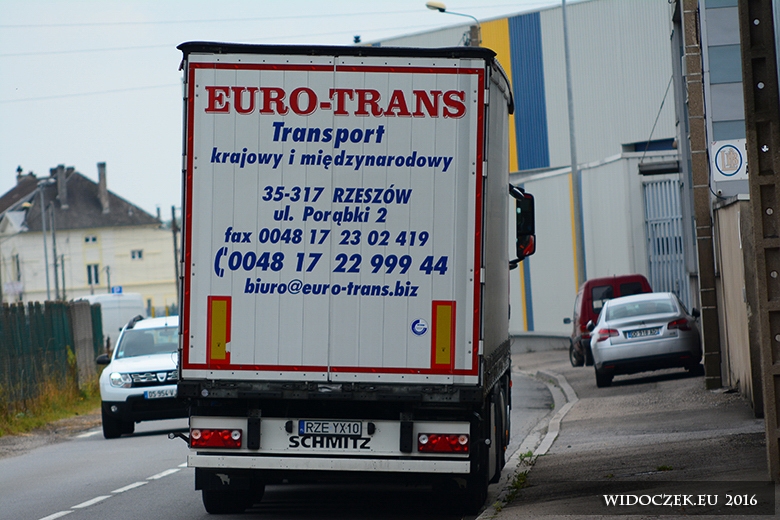 EURO-TRANS
Transport
krajowy i międzynarodowy
35-317 RZESZÓW
ul. Porąbki 2
fax 0048 17 23 02 419
0048 17 22 999 44
biuro@euro-trans.biz
RZE YX10
SCHMITZ
WIDOCZEK.EU 2016